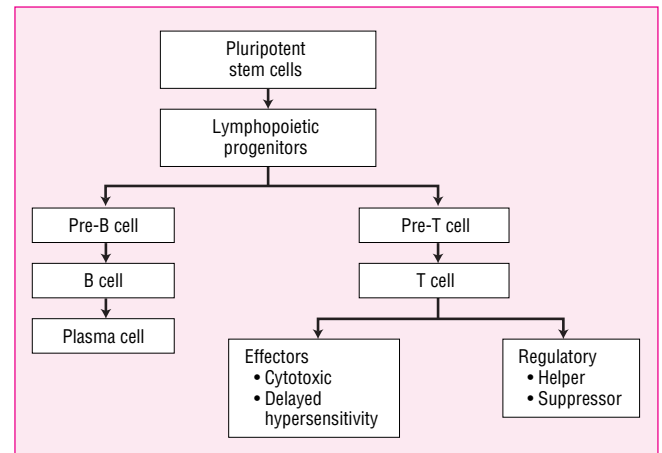 Pluripotent
stem cells
Lymphopoietic
progenitors
Pre-B cell
Pre-T cell
B cell
T cell
Plasma cell
Effectors
• Cytotoxic
• Delayed
hypersensitivity
Regulatory
• Helper
• Suppressor